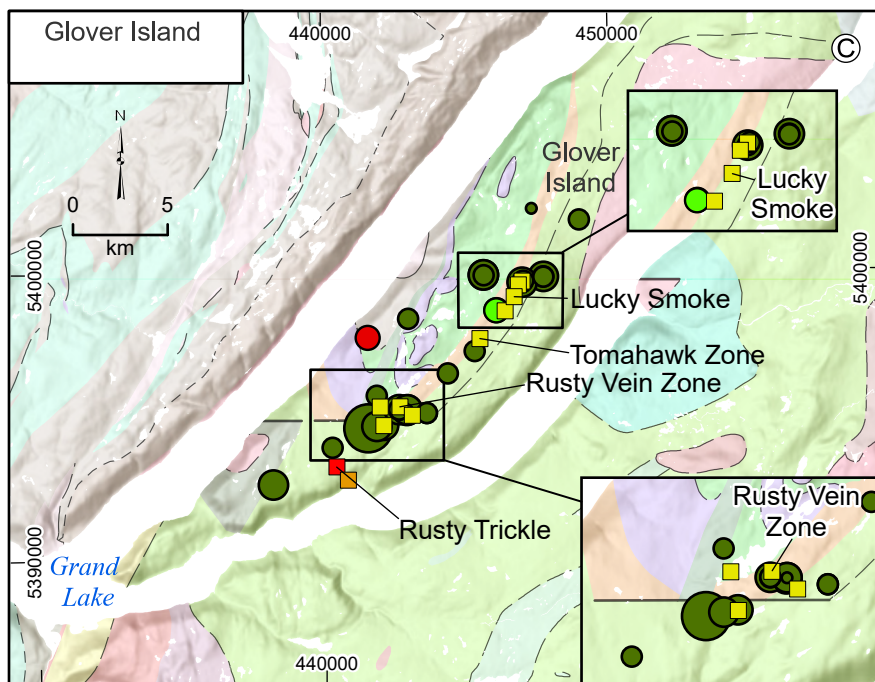 Glover Island
440000
450000
C
N
0 5
km
Glover
Island
Lucky
Smoke
5400000
5400000
Lucky Smoke
Tomahawk Zone
Rusty Vein Zone
Rusty Trickle
Rusty Vein
Zone
5390000
Grand
Lake
440000